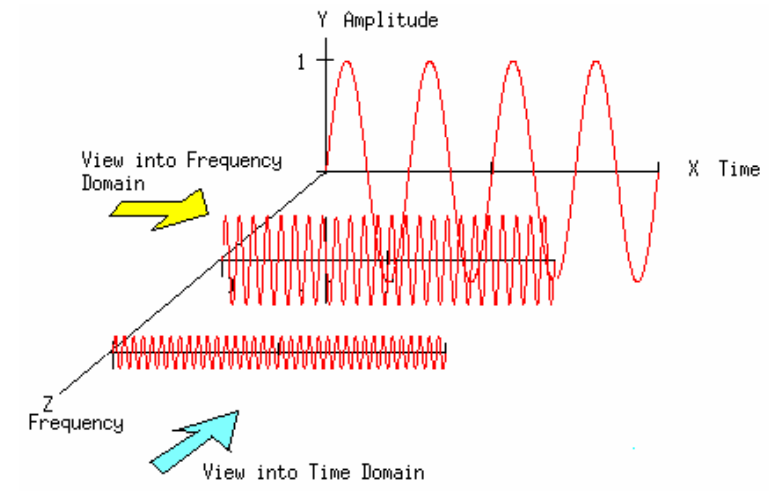 Y Amplitude
1
View into Frequency
Domain
X Time
Z
Frequency
View into Time Domain